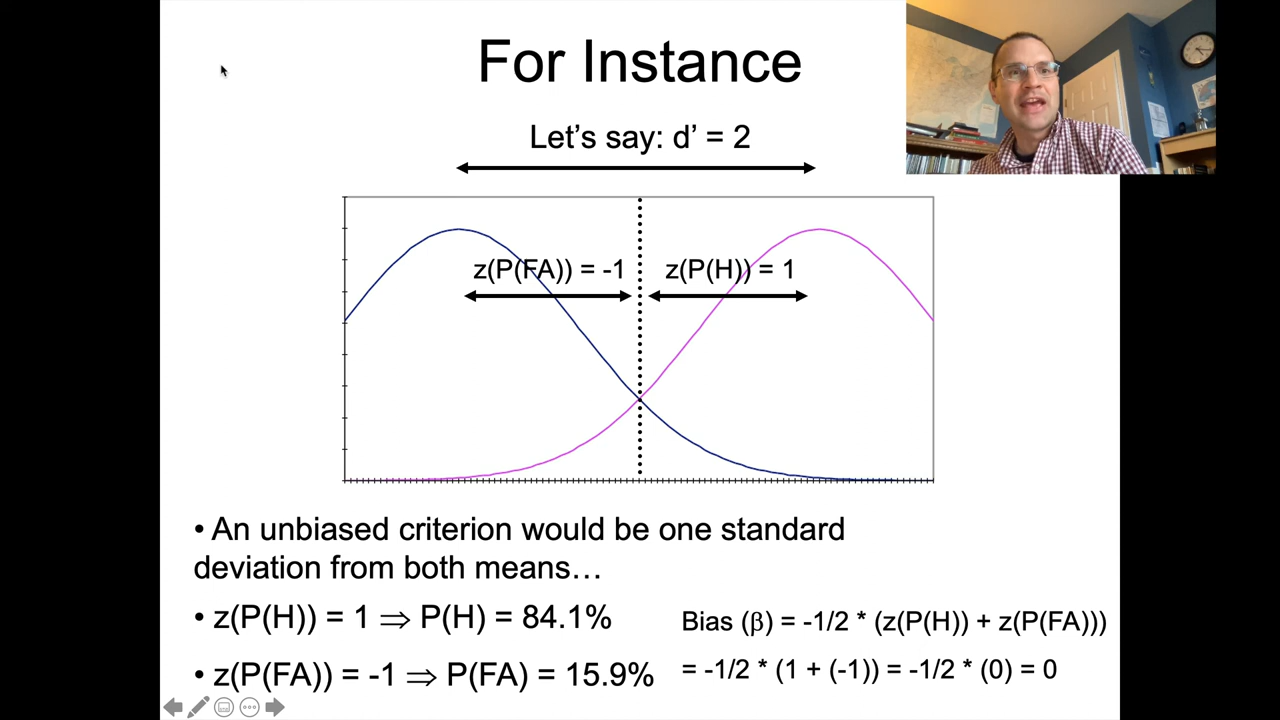 For Instance
Let’s say: d’ = 2
z(P(FA)) = -1
z(P(H)) = 1
• An unbiased criterion would be one standard
deviation from both means…
• z(P(H)) = 1 ⇒ P(H) = 84.1%
• z(P(FA)) = -1 ⇒ P(FA) = 15.9%
Bias (β) = -1/2 * (z(P(H)) + z(P(FA)))
= -1/2 * (1 + (-1)) = -1/2 * (0) = 0